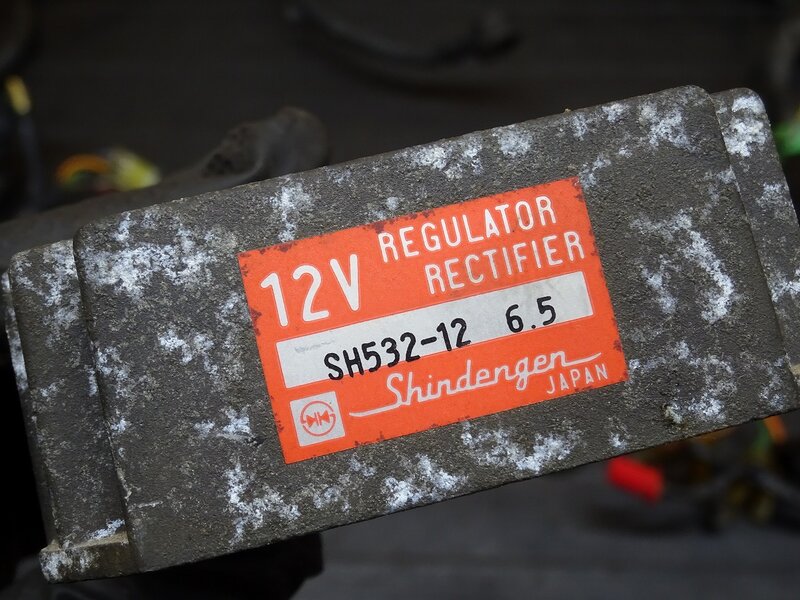 12V REGULATOR
RECTIFIER
SH532-12 6.5
Shindengen
JAPAN